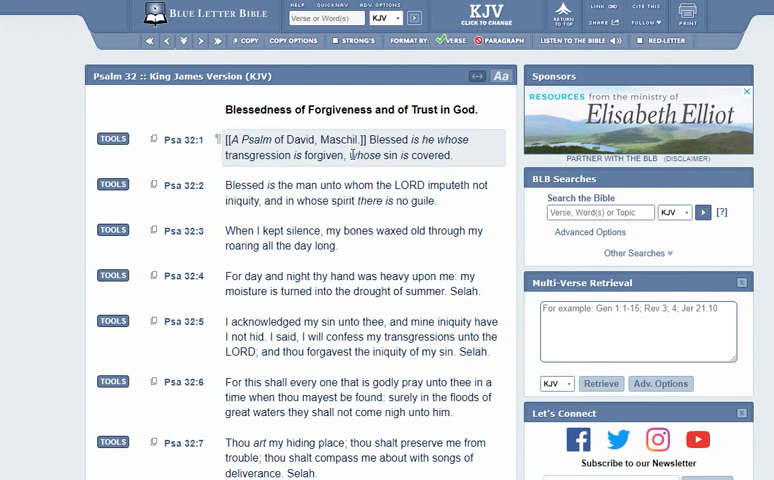 BLUE LETTER BIBLE
HELP QUICKNAV ADV. OPTIONS
Verse or Word(s) KJV
KJV
CLICK TO CHANGE
RETURN
TO TOP
LINK CITE THIS
SHARE FOLLOW
PRINT
COPY COPY OPTIONS STRONG'S FORMAT BY: VERSE PARAGRAPH LISTEN TO THE BIBLE RED-LETTER
Psalm 32 :: King James Version (KJV)
Aa
Blessedness of Forgiveness and of Trust in God.
TOOLS Psa 32:1 ¶ [[A Psalm of David, Maschil.]] Blessed is he whose
transgression is forgiven, whose sin is covered.
TOOLS Psa 32:2 Blessed is the man unto whom the LORD imputeth not
iniquity, and in whose spirit there is no guile.
TOOLS Psa 32:3 When I kept silence, my bones waxed old through my
roaring all the day long.
TOOLS Psa 32:4 For day and night thy hand was heavy upon me: my
moisture is turned into the drought of summer. Selah.
TOOLS Psa 32:5 I acknowledged my sin unto thee, and mine iniquity have
I not hid. I said, I will confess my transgressions unto the
LORD; and thou forgavest the iniquity of my sin. Selah.
TOOLS Psa 32:6 For this shall every one that is godly pray unto thee in a
time when thou mayest be found: surely in the floods of
great waters they shall not come nigh unto him.
TOOLS Psa 32:7 Thou art my hiding place; thou shalt preserve me from
trouble; thou shalt compass me about with songs of
deliverance. Selah.
Sponsors
RESOURCES from the ministry of
Elisabeth Elliot
PARTNER WITH THE BLB (DISCLAIMER)
BLB Searches
Search the Bible
Verse, Word(s) or Topic KJV [?]
Advanced Options
Other Searches
Multi-Verse Retrieval
For example: Gen 1:1-15; Rev 3; 4; Jer 21:10
KJV Retrieve Adv. Options
Let's Connect
Subscribe to our Newsletter